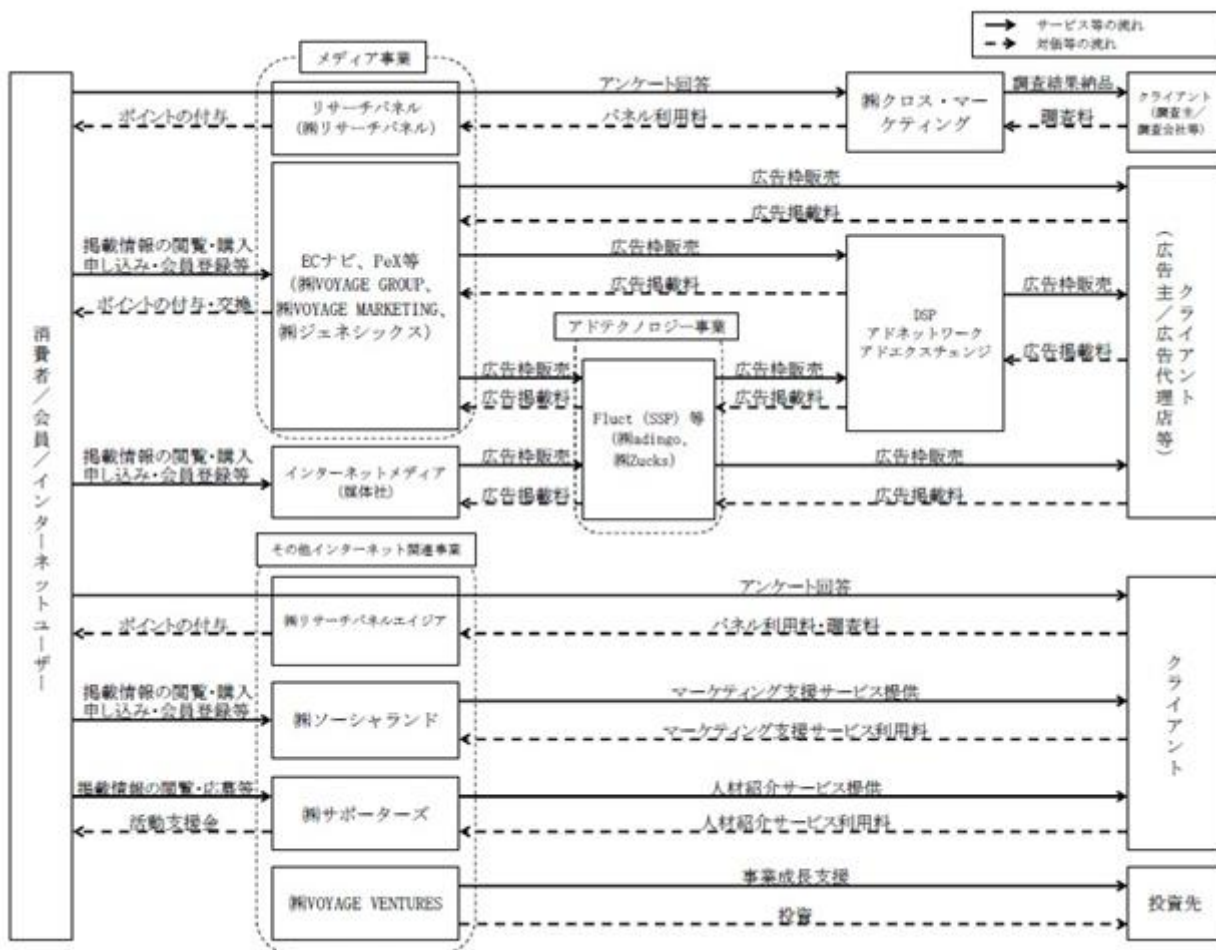 サービス等の流れ
対価等の流れ
メディア事業
リサーチパネル
(㈱リサーチパネル)
アンケート回答
ポイントの付与
パネル利用料
㈱クロス・マー
ケティング
調査結果納品
調査料
クライアント
(調査主/
調査会社等)
広告枠販売
広告掲載料
掲載情報の閲覧・購入
申し込み・会員登録等
ポイントの付与・交換
ECナビ、PeX等
(㈱VOYAGE GROUP、
㈱VOYAGE MARKETING、
㈱ジェネシックス)
広告枠販売
広告掲載料
DSP
アドネットワーク
アドエクスチェンジ
広告枠販売
広告掲載料
クライアント
(広告主/広告代理店等)
アドテクノロジー事業
広告枠販売
広告掲載料
Fluct (SSP) 等
(㈱adingo、
㈱Zucks)
広告枠販売
広告掲載料
消費者/会員/インターネットユーザー
掲載情報の閲覧・購入
申し込み・会員登録等
インターネットメディア
(媒体社)
広告枠販売
広告掲載料
広告枠販売
広告掲載料
その他インターネット関連事業
㈱リサーチパネルエイジア
アンケート回答
ポイントの付与
パネル利用料・調査料
掲載情報の閲覧・購入
申し込み・会員登録等
㈱ソーシャランド
マーケティング支援サービス提供
マーケティング支援サービス利用料
クライアント
掲載情報の閲覧・応募等
活動支援金
㈱サポーターズ
人材紹介サービス提供
人材紹介サービス利用料
㈱VOYAGE VENTURES
事業成長支援
投資
投資先